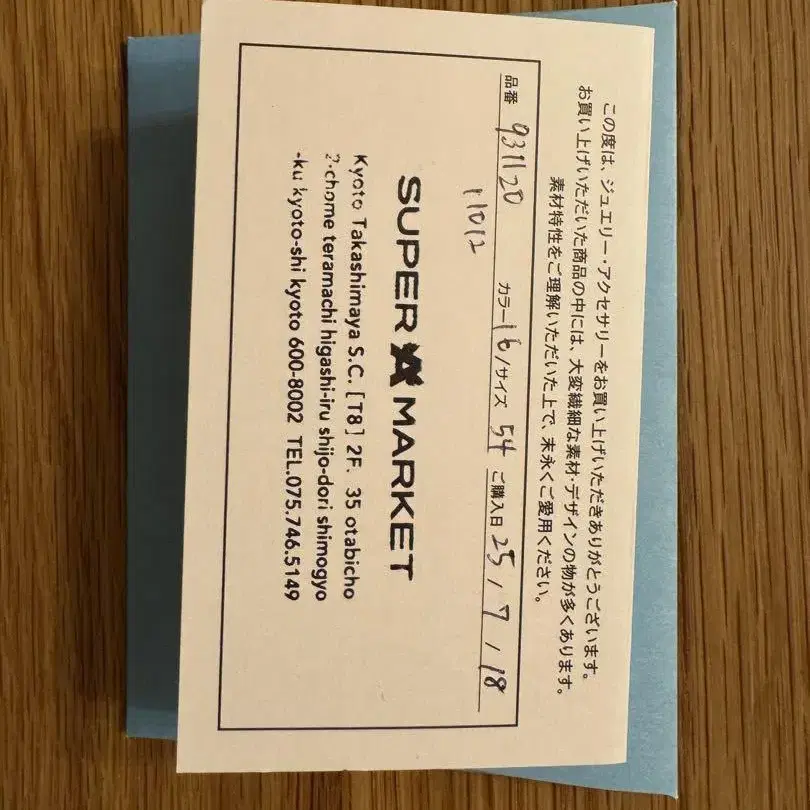 この度は、ジュエリー・アクセサリーをお買い上げいただきありがとうございます。
お買い上げいただいた商品の中には、大変繊細な素材・デザインの物が多くあります。
素材特性をご理解いただいた上で、末永くご愛用ください。
品番 931120 カラー 16/サイズ 54 ご購入日 25/7/18
11012
SUPER A MARKET
Kyoto Takashimaya S.C. [T8] 2F. 35 otabicho
2-chome teramachi higashi-iru shijo-dori shimogyo
-ku kyoto-shi kyoto 600-8002 TEL.075.746.5149